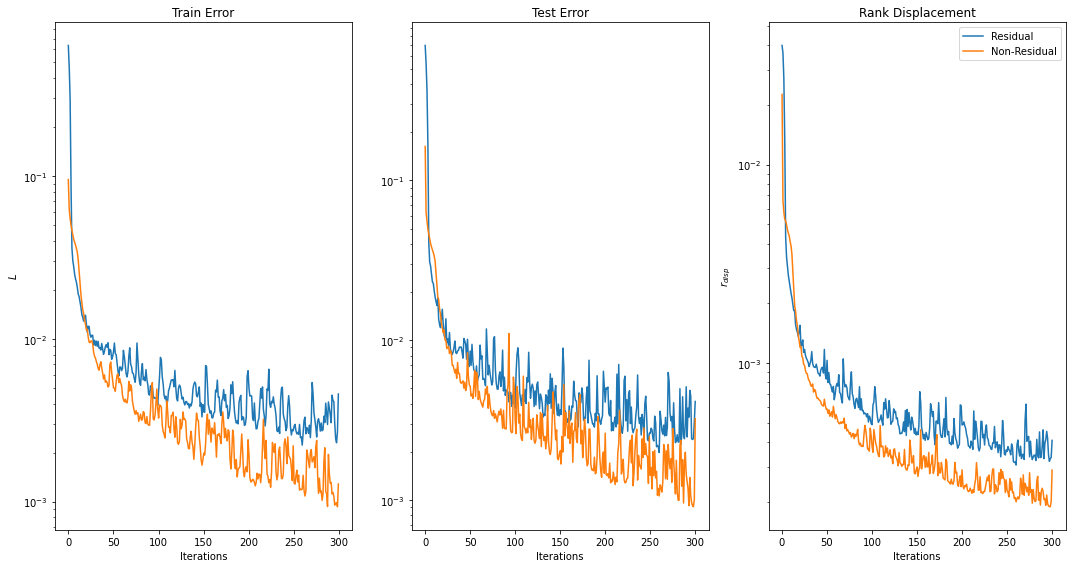 Train Error
Test Error
Rank Displacement
Residual
Non-Residual
L
10^{-1}
10^{-2}
10^{-3}
0 50 100 150 200 250 300
Iterations
10^{-1}
10^{-2}
10^{-3}
0 50 100 150 200 250 300
Iterations
r_{disp}
10^{-2}
10^{-3}
0 50 100 150 200 250 300
Iterations